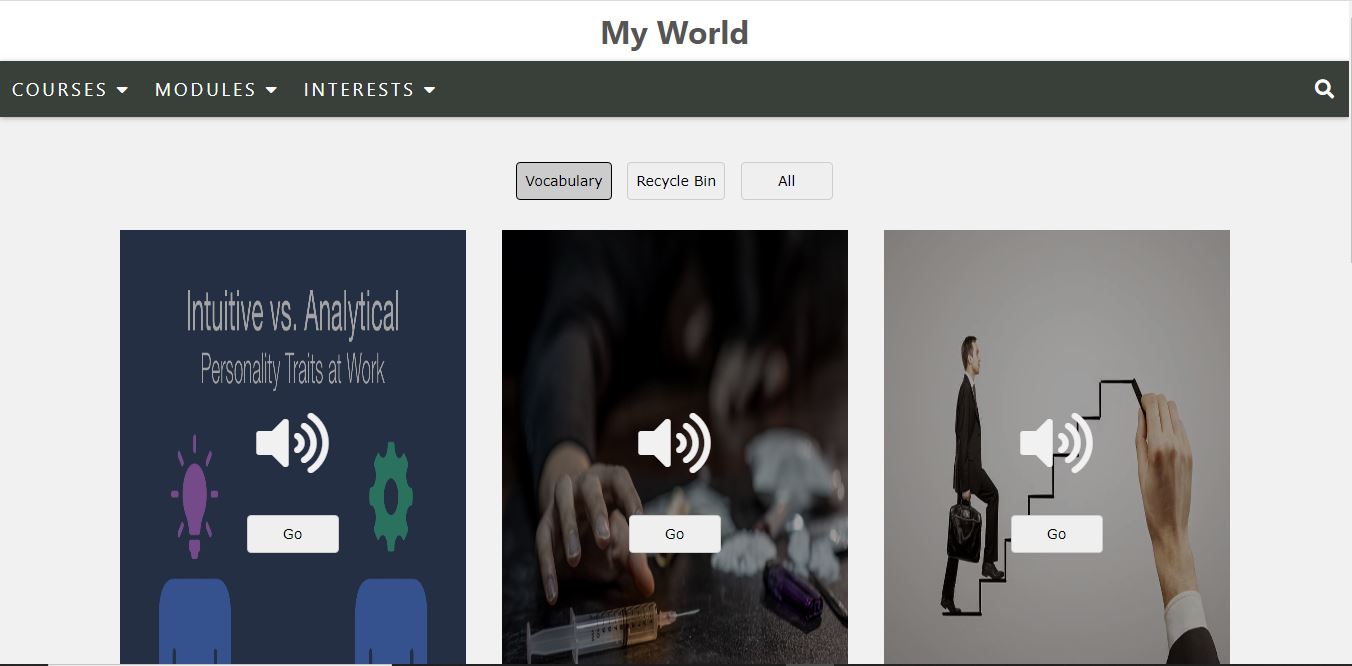 My World
COURSES MODULES INTERESTS
Vocabulary Recycle Bin All
Intuitive vs. Analytical
Personality Traits at Work
Go Go Go